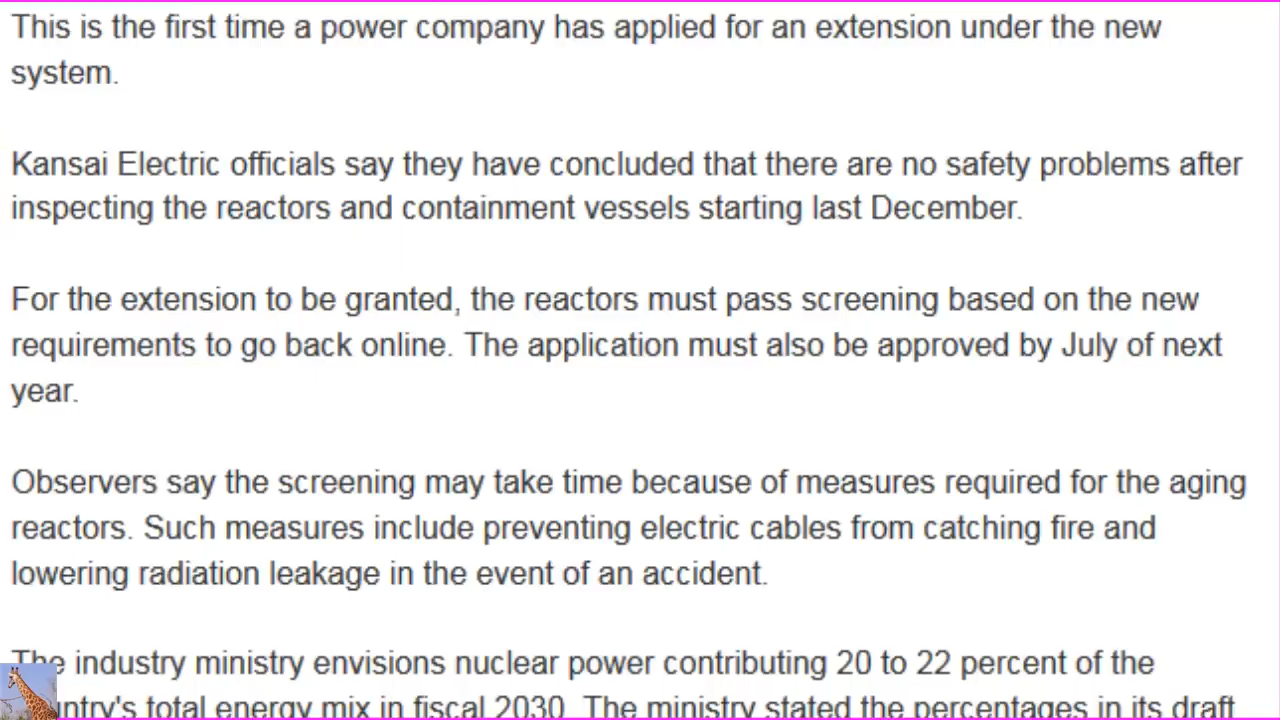 This is the first time a power company has applied for an extension under the new
system.
Kansai Electric officials say they have concluded that there are no safety problems after
inspecting the reactors and containment vessels starting last December.
For the extension to be granted, the reactors must pass screening based on the new
requirements to go back online. The application must also be approved by July of next
year.
Observers say the screening may take time because of measures required for the aging
reactors. Such measures include preventing electric cables from catching fire and
lowering radiation leakage in the event of an accident.
The industry ministry envisions nuclear power contributing 20 to 22 percent of the
untry's total energy mix in fiscal 2030. The ministry stated the percentages in its draft